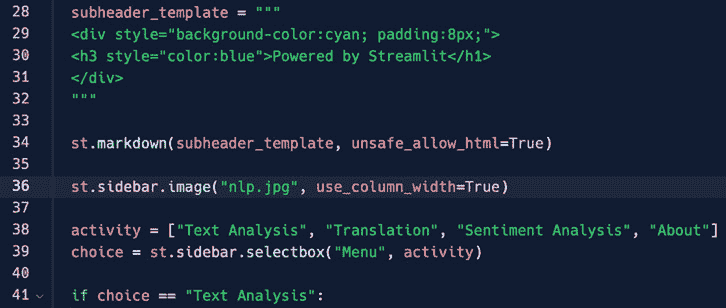 28 subheader_template = """
29 <div style="background-color:cyan; padding:8px;">
30 <h3 style="color:blue">Powered by Streamlit</h1>
31 </div>
32 """
33
34 st.markdown(subheader_template, unsafe_allow_html=True)
35
36 st.sidebar.image("nlp.jpg", use_column_width=True)
37
38 activity = ["Text Analysis", "Translation", "Sentiment Analysis", "About"]
39 choice = st.sidebar.selectbox("Menu", activity)
40
41 if choice == "Text Analysis":